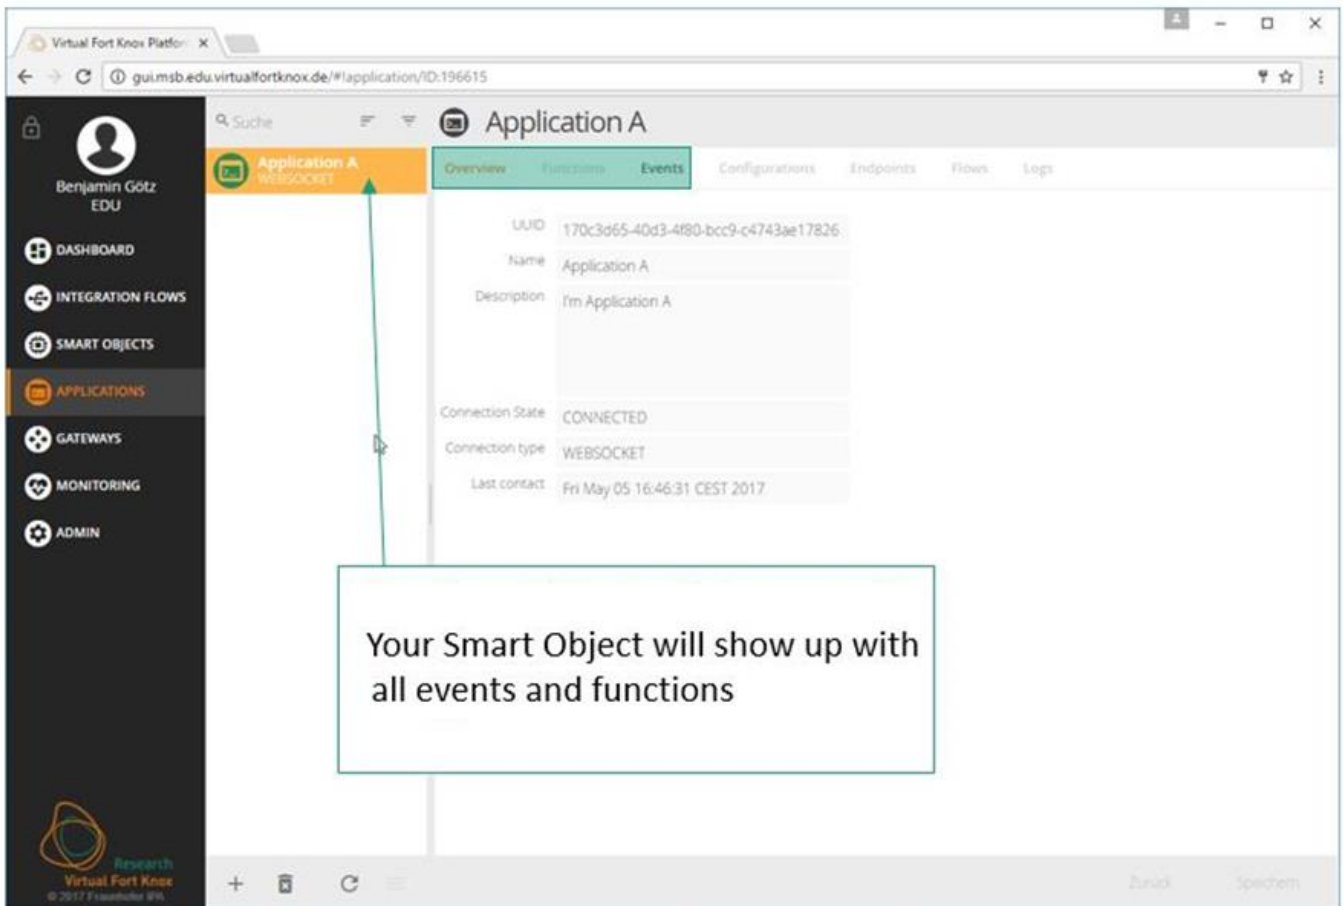 Virtual Fort Knox Platfor
gui.msb.edu.virtualfortknox.de/#!application/ID:196615
Benjamin Götz
EDU
DASHBOARD
INTEGRATION FLOWS
SMART OBJECTS
APPLICATIONS
GATEWAYS
MONITORING
ADMIN
Research
Virtual Fort Knox
© 2017 Fraunhofer IPA
Suche
Application A
WEBSOCKET
Application A
Overview Functions Events Configurations Endpoints Flows Logs
UUID 170c3d65-40d3-4f80-bcc9-c4743ae17826
Name Application A
Description I'm Application A
Connection State CONNECTED
Connection type WEBSOCKET
Last contact Fri May 05 16:46:31 CEST 2017
Your Smart Object will show up with
all events and functions
Zurück Speichern